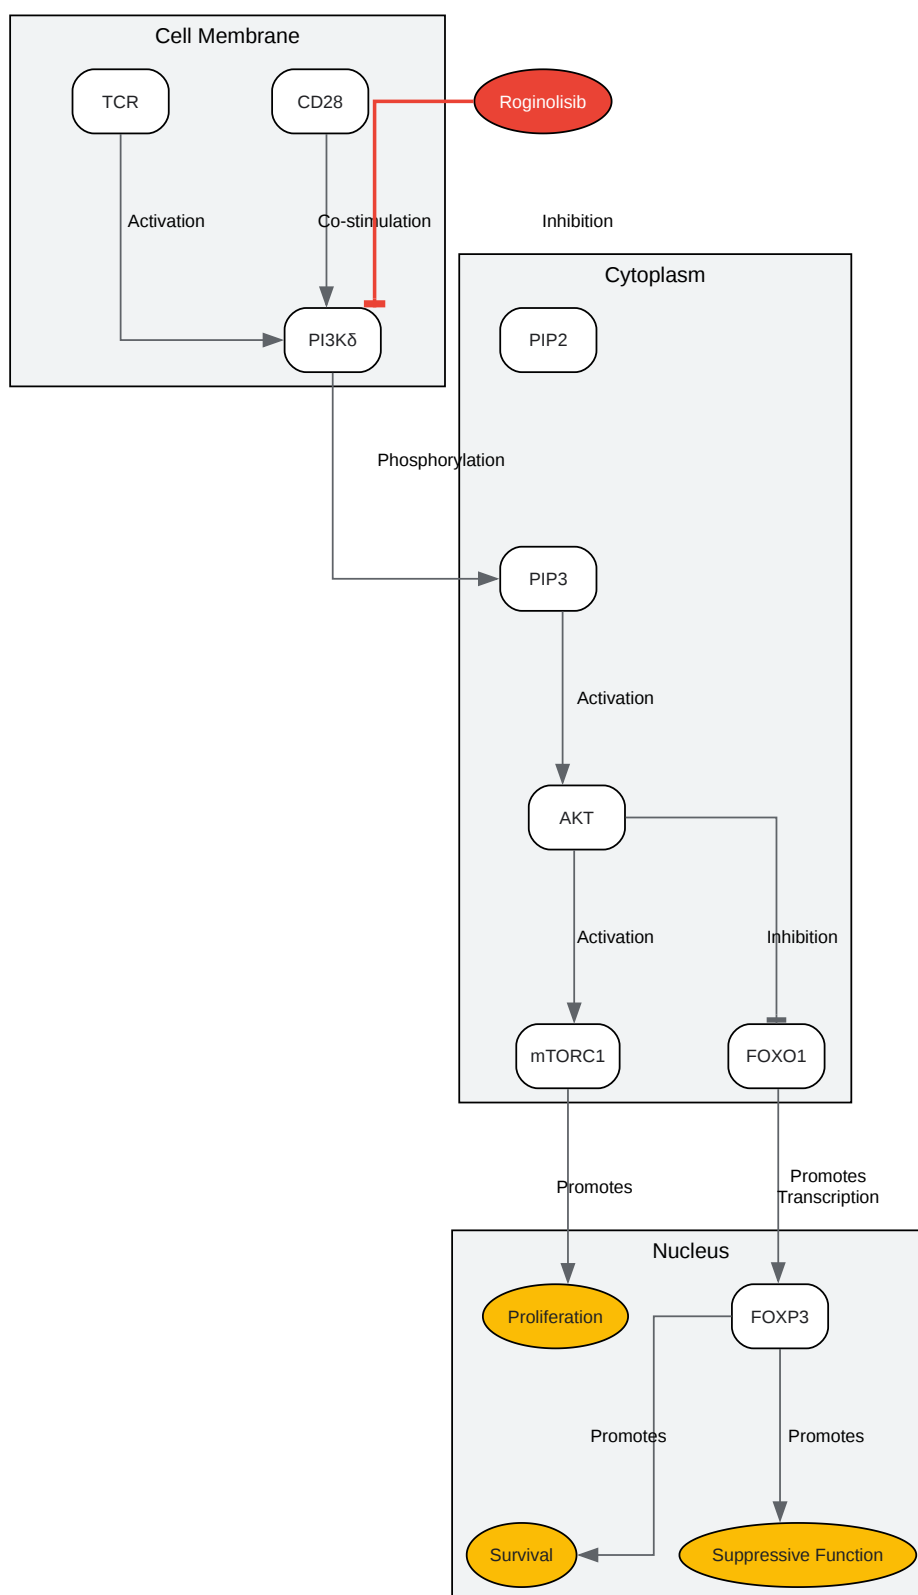 Cell Membrane
TCR
CD28
Roginolisib
Activation
Co-stimulation
Inhibition
Cytoplasm
PI3Kδ
PIP2
Phosphorylation
PIP3
Activation
AKT
Activation
Inhibition
mTORC1
FOXO1
Promotes
Promotes
Transcription
Nucleus
Proliferation
FOXP3
Promotes
Promotes
Survival
Suppressive Function